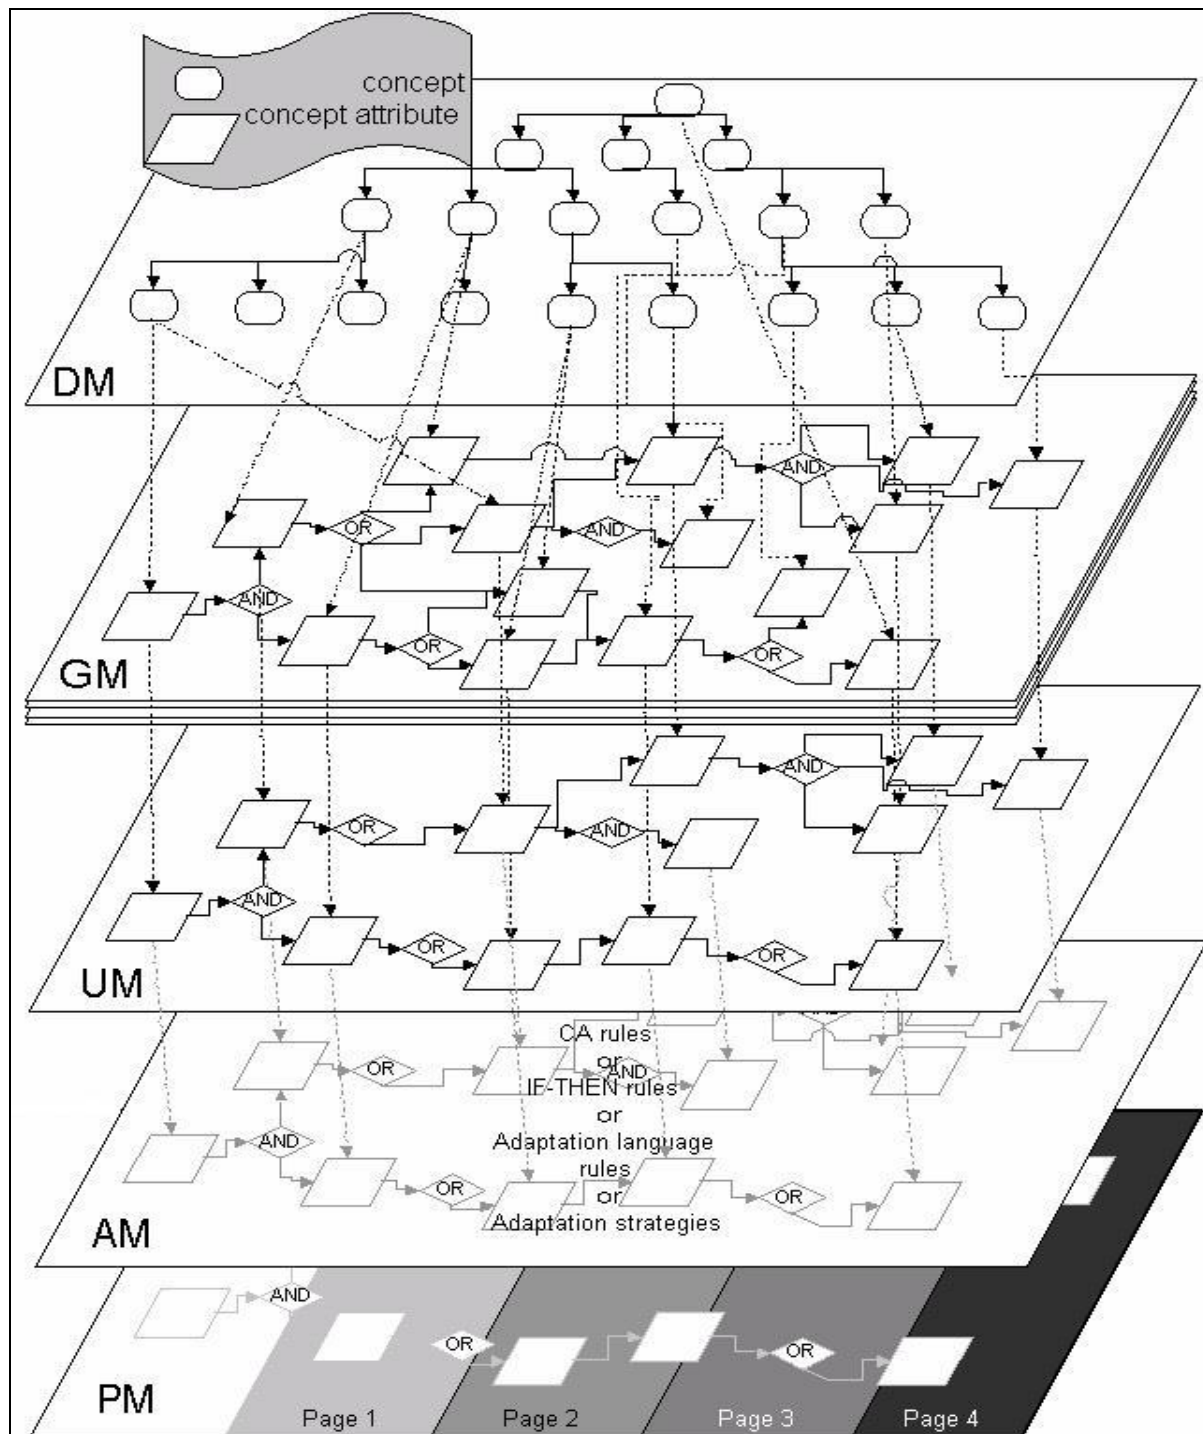 concept
concept attribute
DM
AND
OR
AND
AND
OR
OR
GM
AND
OR
AND
AND
OR
OR
UM
CA rules
or
OR
AND
IF-THEN rules
or
AND
Adaptation language
rules
OR
or
OR
Adaptation strategies
AM
AND
OR
OR
PM
Page 1
Page 2
Page 3
Page 4